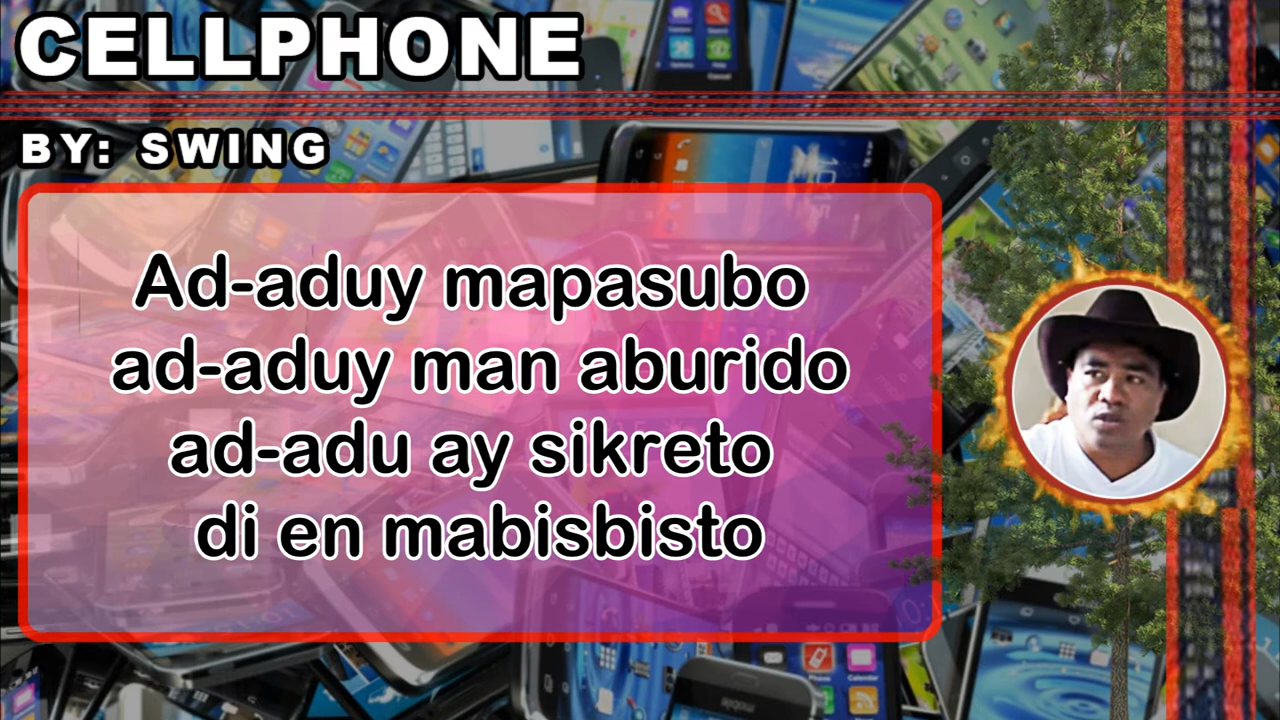 CELLPHONE
BY: SWING
Ad-aduy mapasubo
ad-aduy man aburido
ad-adu ay sikreto
di en mabisbisto